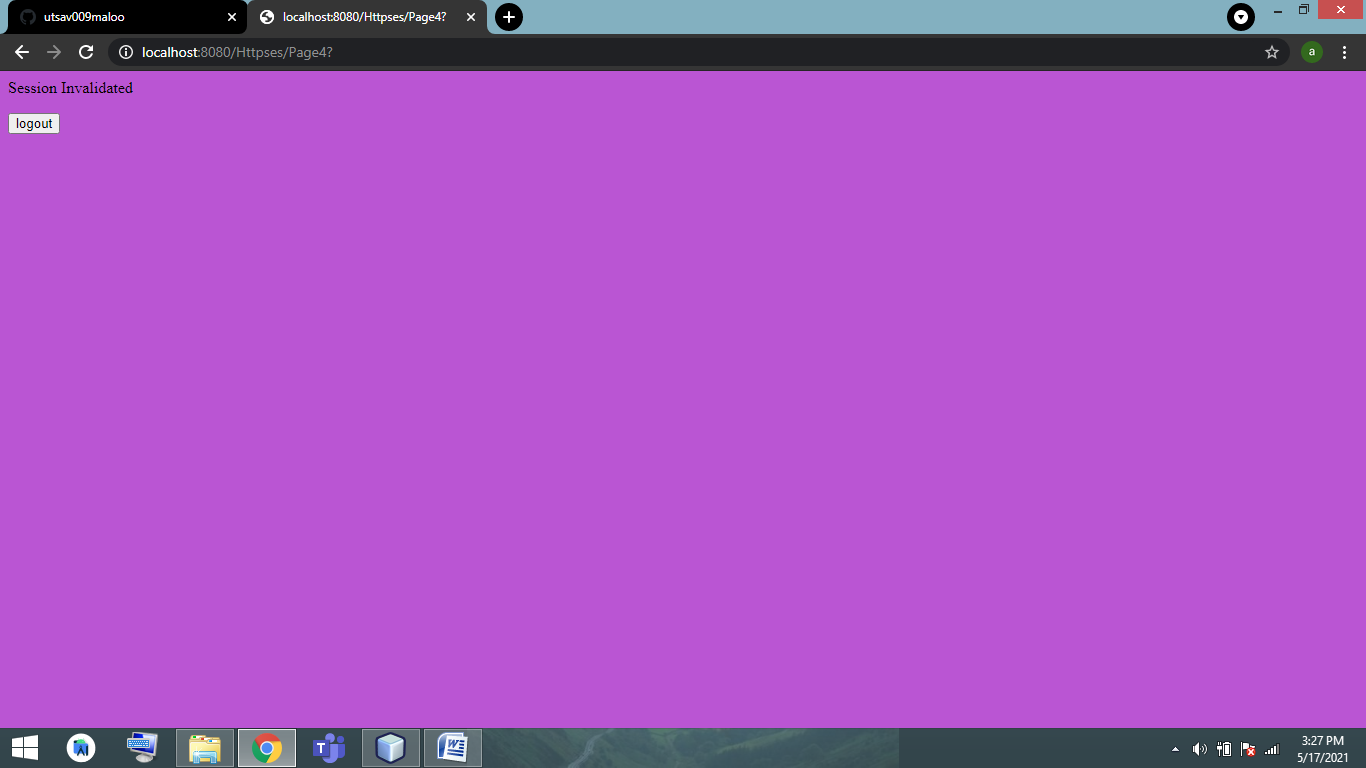 utsav009maloo
localhost:8080/Httpses/Page4?
localhost:8080/Httpses/Page4?
a
Session Invalidated
logout
3:27 PM
5/17/2021